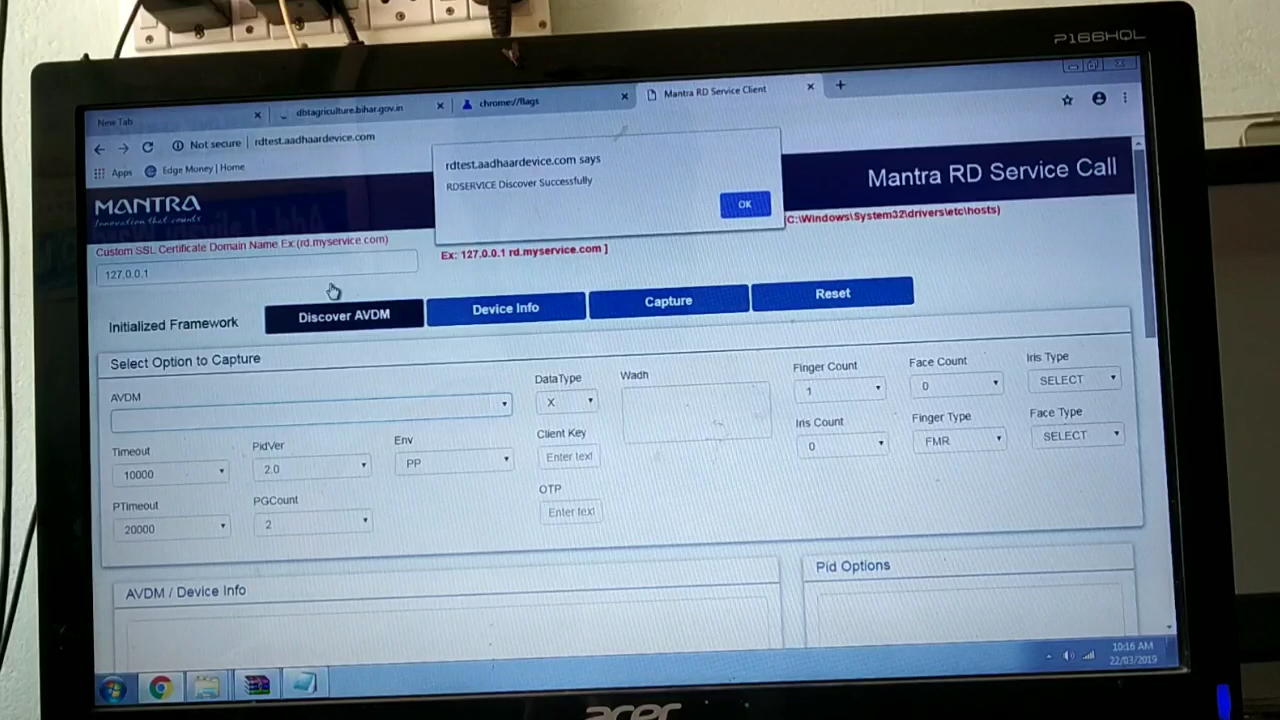 P166HQL
New Tab
dbtagriculture.bihar.gov.in
chrome://flags
Mantra RD Service Client
Not secure
rdtest.aadhaardevice.com
Apps
Edge Money | Home
rdtest.aadhaardevice.com says
RDSERVICE Discover Successfully
OK
MANTRA
Innovation that counts
Mantra RD Service Call
Custom SSL Certificate Domain Name Ex:(rd.myservice.com)
C:\Windows\System32\drivers\etc\hosts)
127.0.0.1
Ex: 127.0.0.1 rd.myservice.com ]
Initialized Framework
Discover AVDM
Device Info
Capture
Reset
Select Option to Capture
AVDM
DataType
X
Wadh
Finger Count
1
Face Count
0
Iris Type
SELECT
Timeout
10000
PidVer
2.0
Env
PP
Client Key
Enter text
Iris Count
0
Finger Type
FMR
Face Type
SELECT
PTimeout
20000
PGCount
2
OTP
Enter text
AVDM / Device Info
Pid Options
10:16 AM
22/03/2019
acer